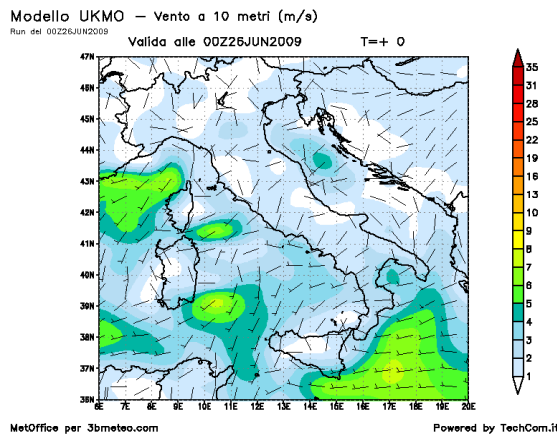 Modello UKMO – Vento a 10 metri (m/s)
Run del 00Z26JUN2009
Valida alle 00Z26JUN2009 T=+ 0
47N
46N
45N
44N
43N
42N
41N
40N
39N
38N
37N
36N
6E 7E 8E 9E 10E 11E 12E 13E 14E 15E 16E 17E 18E 19E 20E
35
31
28
25
22
19
16
13
10
9
8
7
6
5
4
3
2
1
MetOffice per 3bmeteo.com Powered by TechCom.it